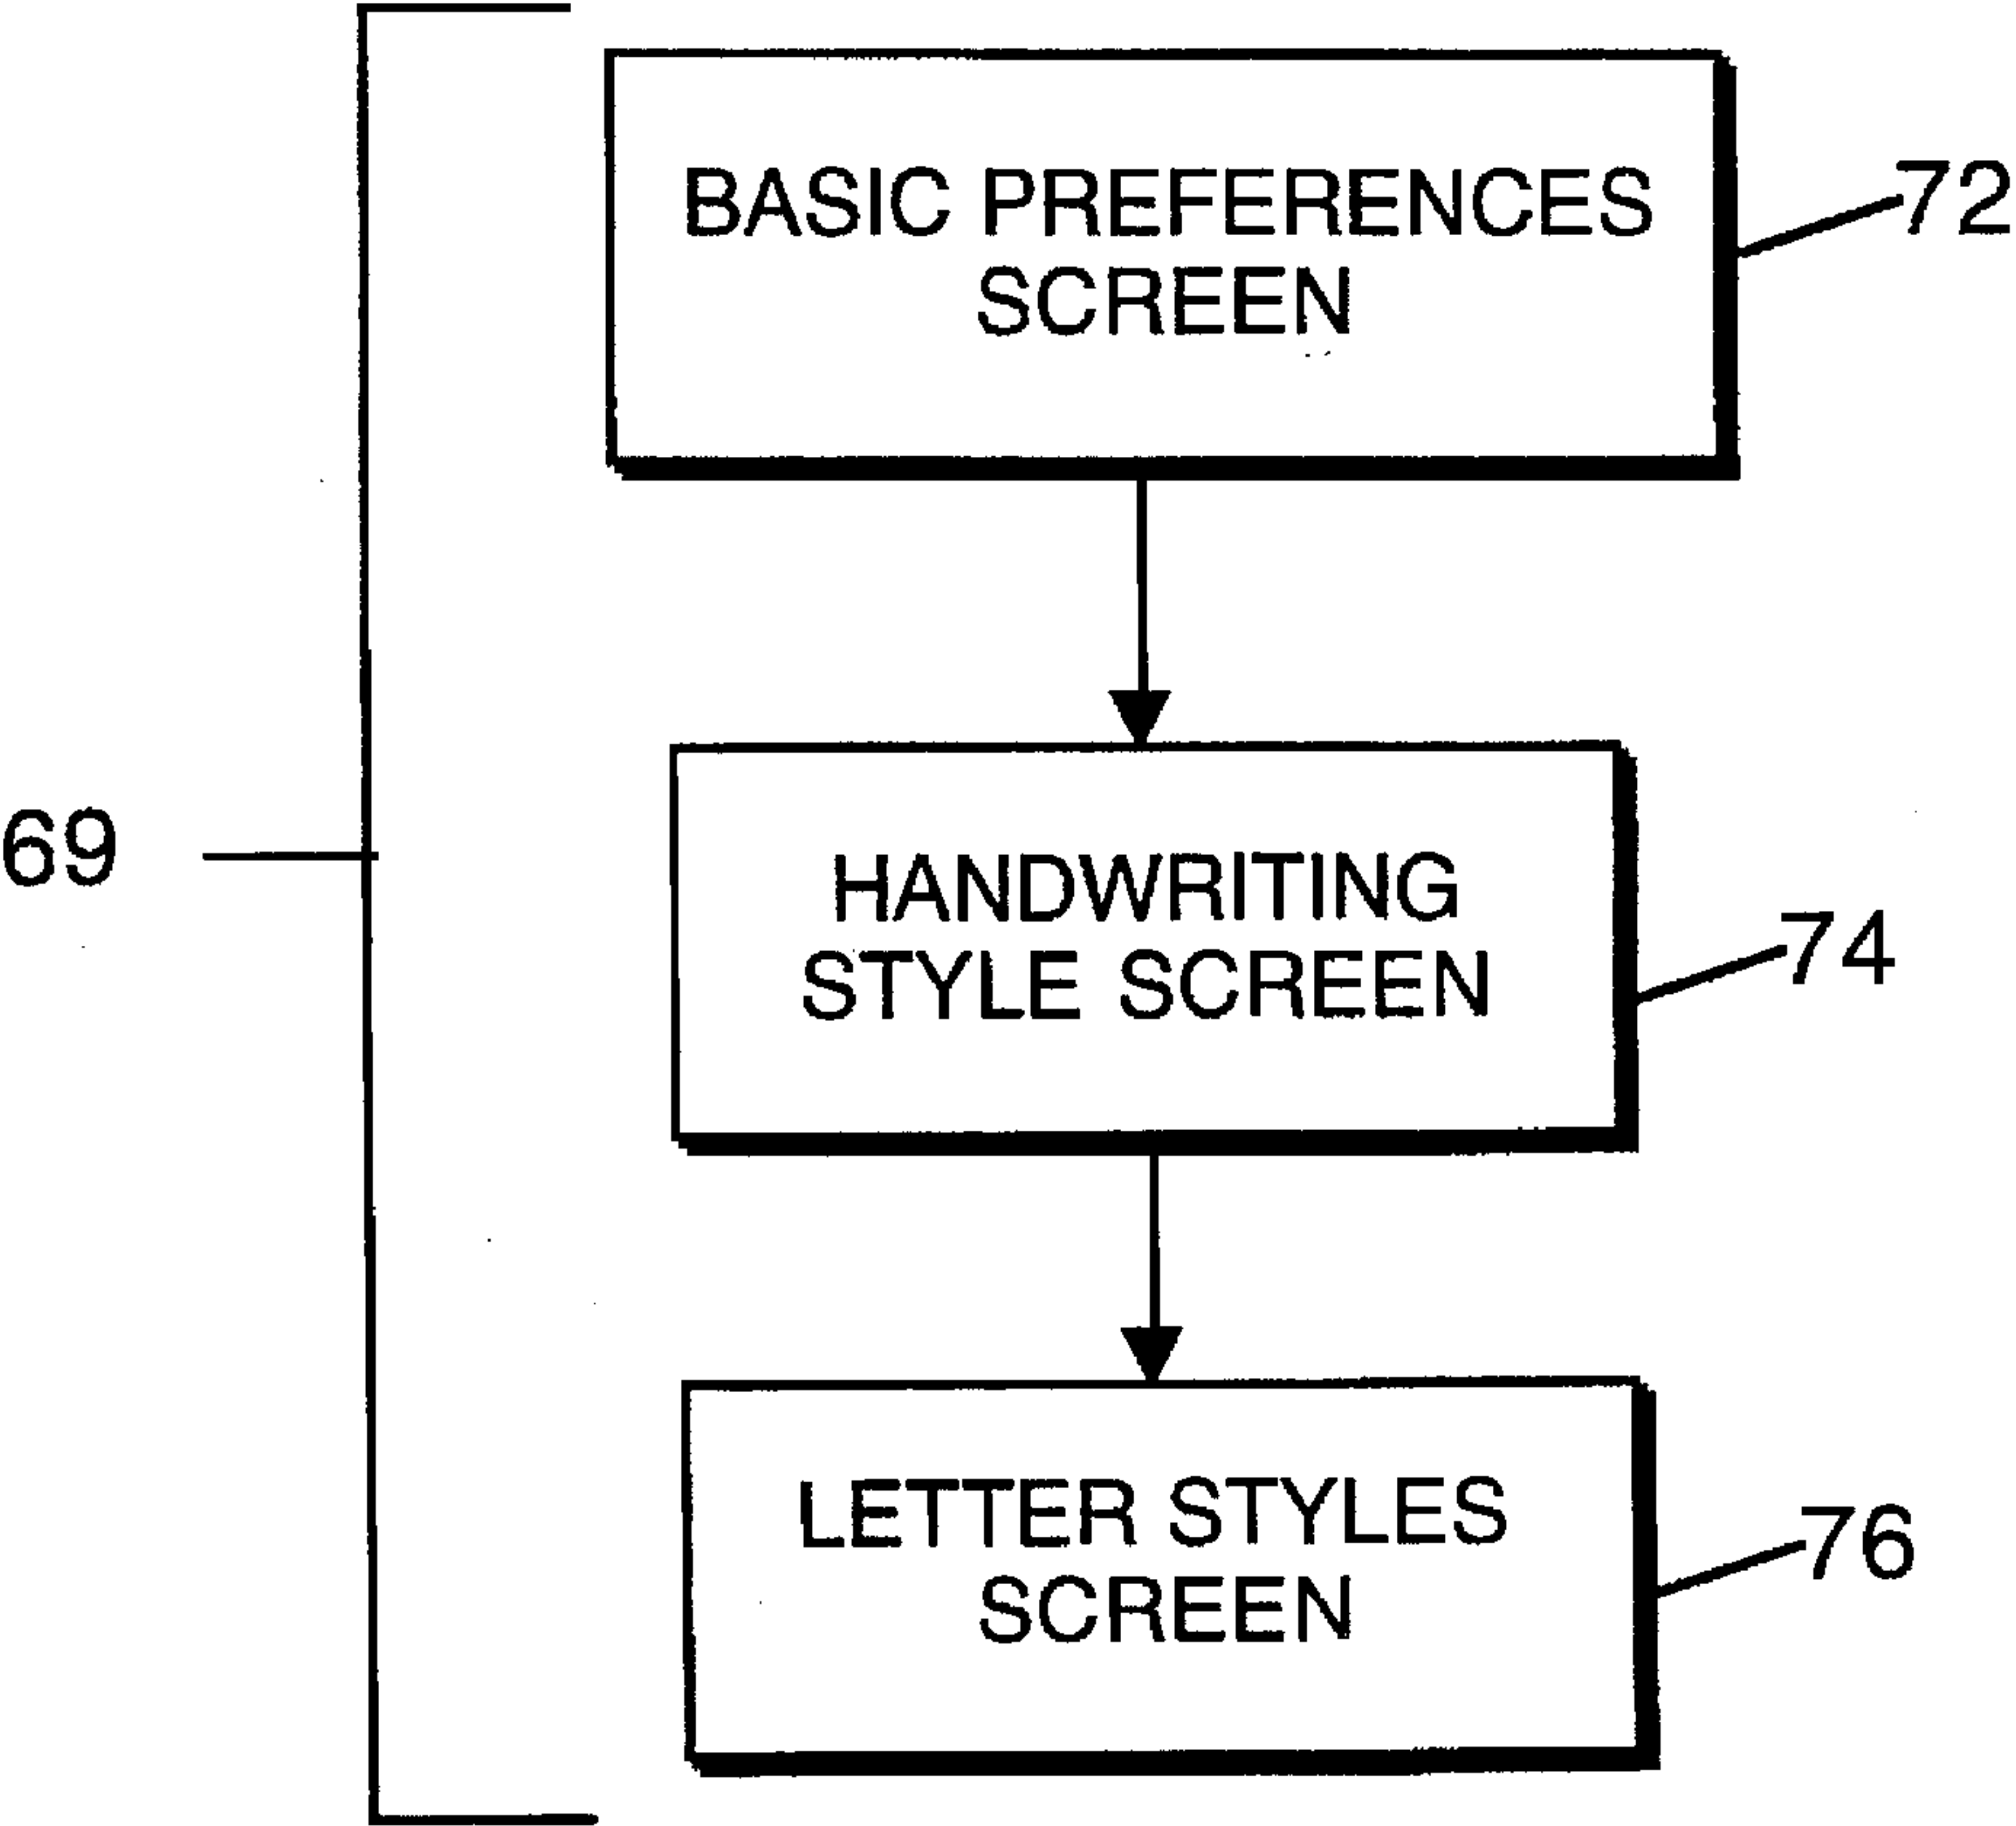 BASIC PREFERENCES
SCREEN
72
69
HANDWRITING
STYLE SCREEN
74
LETTER STYLES
SCREEN
76